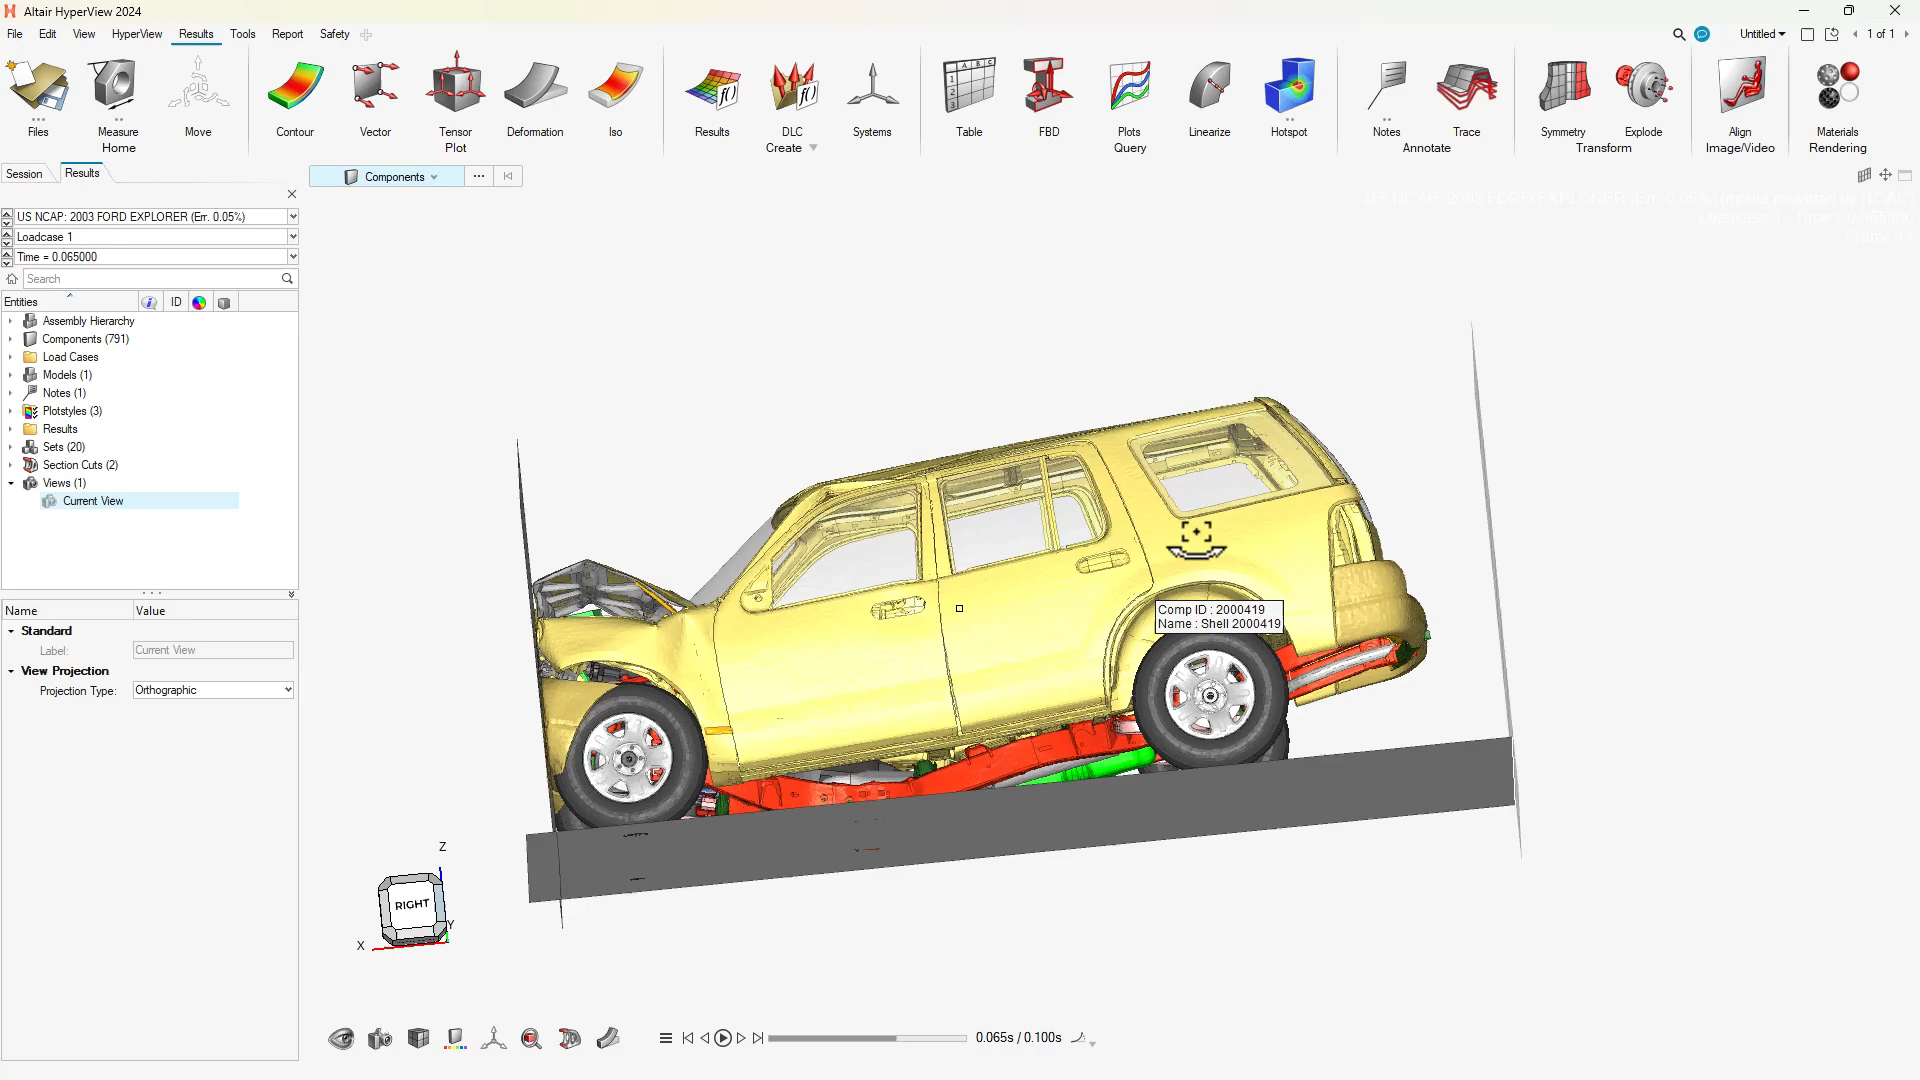 Altair HyperView 2024
File Edit View HyperView Results Tools Report Safety
Untitled 1 of 1
Files Measure Move Contour Vector Tensor Deformation Iso Results DLC Systems Table FBD Plots Linearize Hotspot Notes Trace Symmetry Explode Align Materials
Home Plot Create Query Annotate Transform Image/Video Rendering
Session Results
Components
US NCAP: 2003 FORD EXPLORER (Err. 0.05%)
Loadcase 1
Time = 0.065000
Search
Entities ID
Assembly Hierarchy
Components (791)
Load Cases
Models (1)
Notes (1)
Plotstyles (3)
Results
Sets (20)
Section Cuts (2)
Views (1)
Current View
Name Value
Standard
Label: Current View
View Projection
Projection Type: Orthographic
Comp ID : 2000419
Name : Shell 2000419
Z
RIGHT
Y
X
0.065s / 0.100s